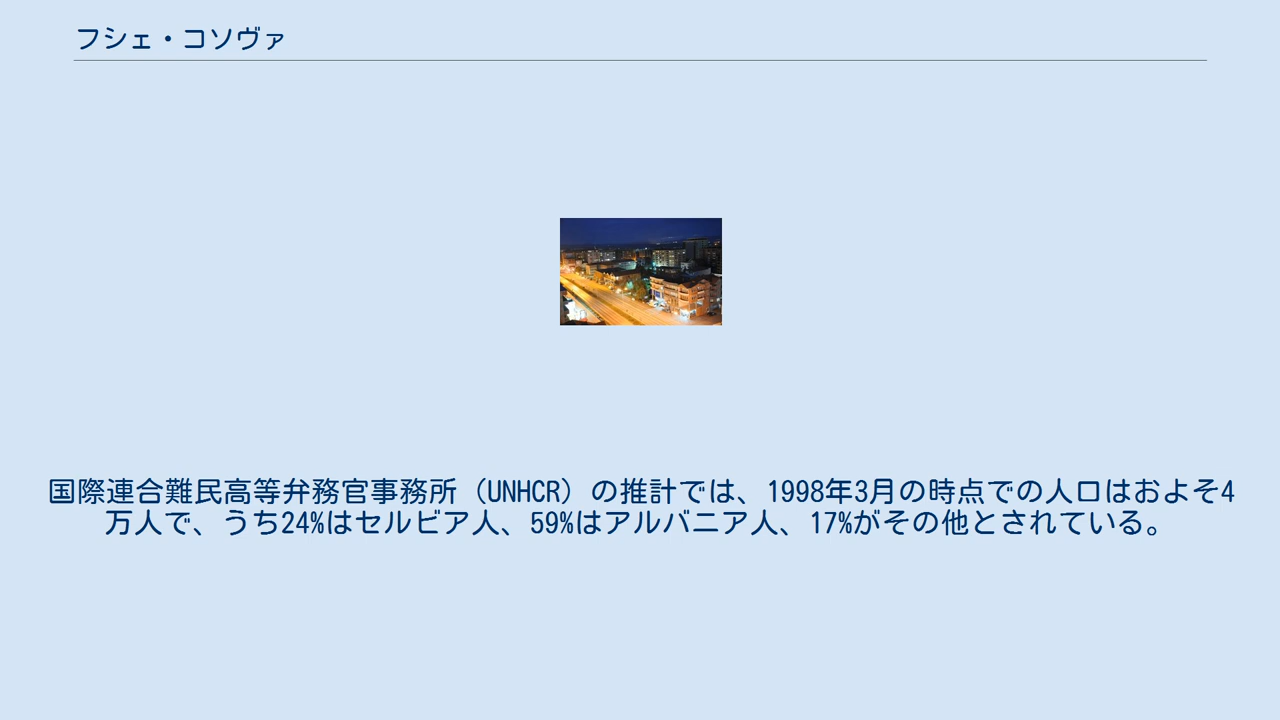 フシェ・コソヴァ
国際連合難民高等弁務官事務所（UNHCR）の推計では、1998年3月の時点での人口はおよそ4
万人で、うち24%はセルビア人、59%はアルバニア人、17%がその他とされている。